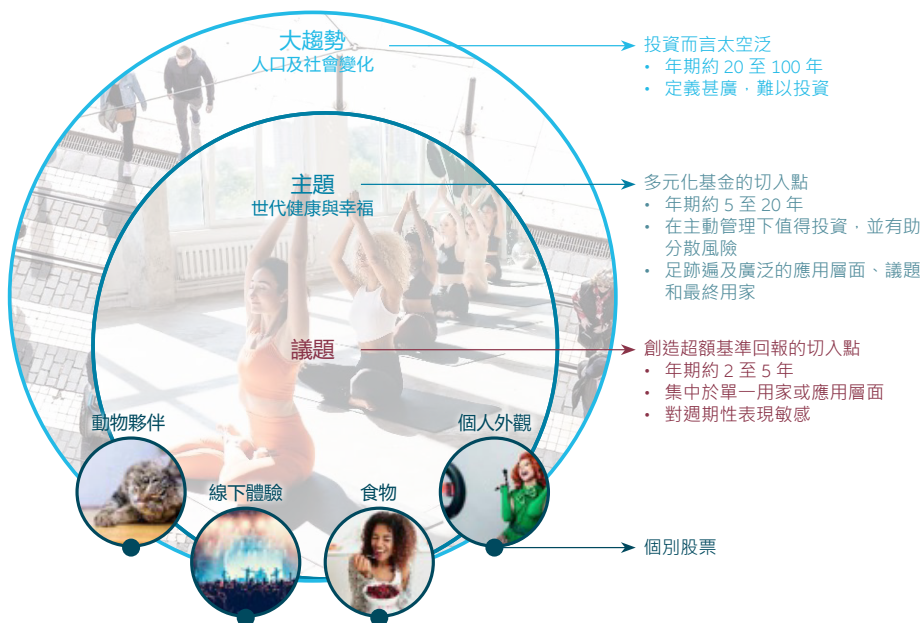 大趨勢
人口及社會變化
投資而言太空泛
• 年期約 20 至 100 年
• 定義甚廣，難以投資
主題
世代健康與幸福
多元化基金的切入點
• 年期約 5 至 20 年
• 在主動管理下值得投資，並有助
分散風險
• 足跡遍及廣泛的應用層面、議題
和最終用家
議題
創造超額基準回報的切入點
• 年期約 2 至 5 年
• 集中於單一用家或應用層面
• 對週期性表現敏感
動物夥伴
線下體驗
食物
個人外觀
個別股票